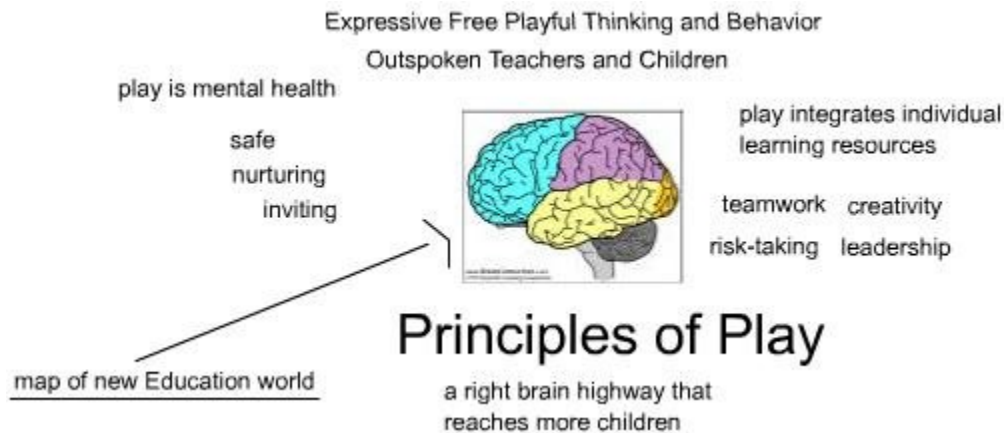 Expressive Free Playful Thinking and Behavior
Outspoken Teachers and Children
play is mental health
safe
nurturing
inviting
play integrates individual
learning resources
teamwork creativity
risk-taking leadership
Principles of Play
map of new Education world
a right brain highway that
reaches more children